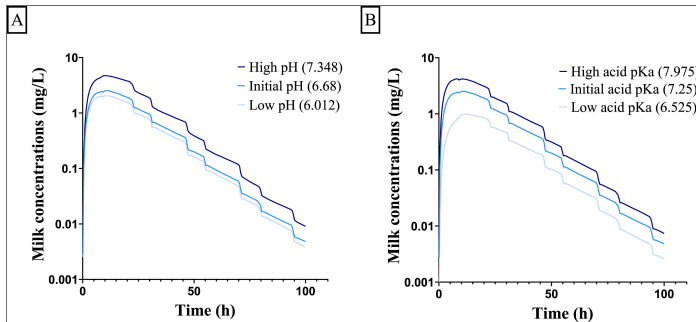 A
Milk concentrations (mg/L)
10
1
0.1
0.01
0.001
0
50
100
Time (h)
High pH (7.348)
Initial pH (6.68)
Low pH (6.012)
B
Milk concentrations (mg/L)
10
1
0.1
0.01
0.001
0
50
100
Time (h)
High acid pKa (7.975)
Initial acid pKa (7.25)
Low acid pKa (6.525)